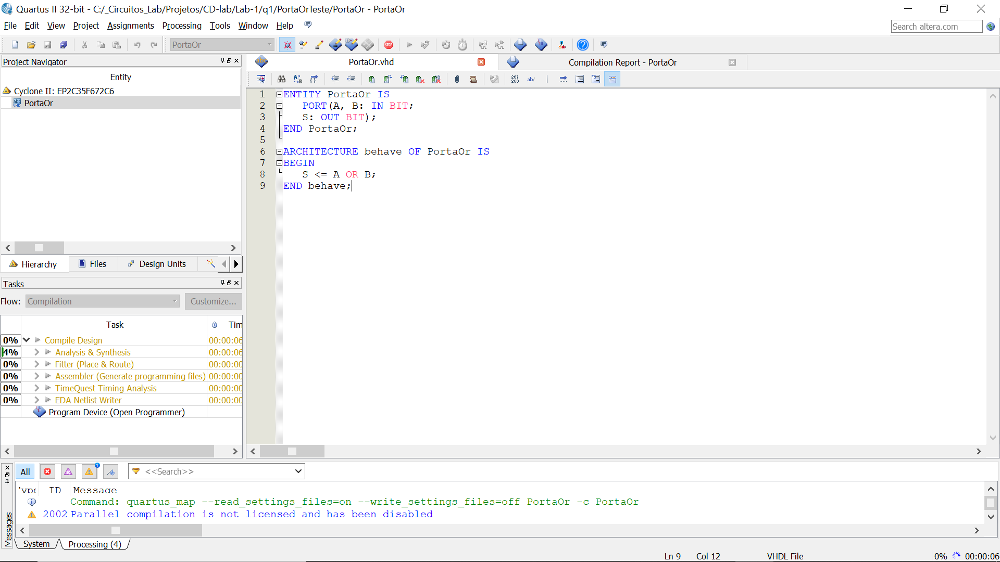 Quartus II 32-bit - C:/_Circuitos_Lab/Projetos/CD-lab/Lab-1/q1/PortaOrTeste/PortaOr - PortaOr
File Edit View Project Assignments Processing Tools Window Help
Search altera.com
PortaOr
STOP
Project Navigator
Entity
Cyclone II: EP2C35F672C6
PortaOr
Hierarchy Files Design Units
Tasks
Flow: Compilation Customize...
Task Tim
0% Compile Design 00:00:06
4% Analysis & Synthesis 00:00:06
0% Fitter (Place & Route) 00:00:00
0% Assembler (Generate programming files) 00:00:00
0% TimeQuest Timing Analysis 00:00:00
0% EDA Netlist Writer 00:00:00
Program Device (Open Programmer)
PortaOr.vhd Compilation Report - PortaOr
267
268
ab/
1 ENTITY PortaOr IS
2 PORT(A, B: IN BIT;
3 S: OUT BIT);
4 END PortaOr;
5
6 ARCHITECTURE behave OF PortaOr IS
7 BEGIN
8 S <= A OR B;
9 END behave;
Messages
All 1 <<Search>>
Type ID Message
Command: quartus_map --read_settings_files=on --write_settings_files=off PortaOr -c PortaOr
2002 Parallel compilation is not licensed and has been disabled
System Processing (4)
Ln 9 Col 12 VHDL File 0% 00:00:06